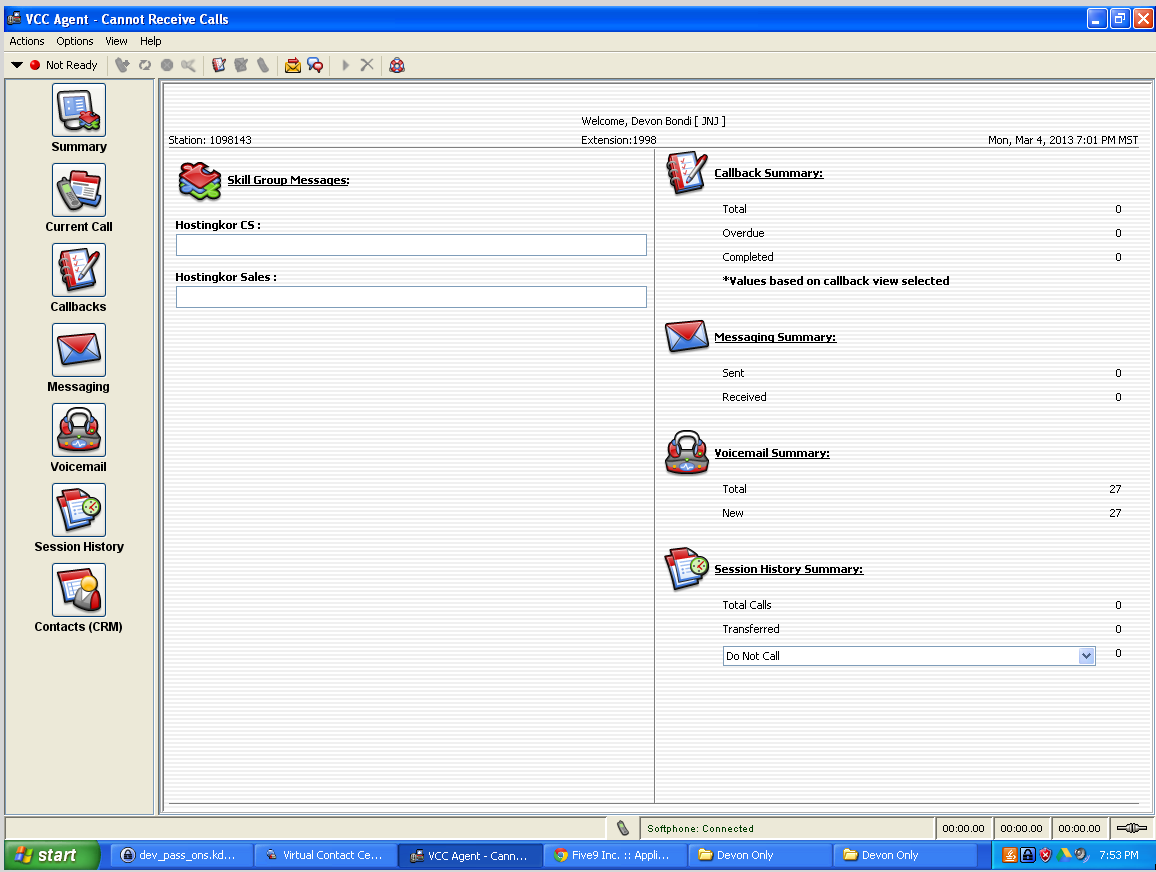 VCC Agent - Cannot Receive Calls
Actions Options View Help
Not Ready
Summary
Current Call
Callbacks
Messaging
Voicemail
Session History
Contacts (CRM)
Welcome, Devon Bondi [ JNJ ]
Station: 1098143 Extension:1998 Mon, Mar 4, 2013 7:01 PM MST
Skill Group Messages:
Hostingkor CS :
Hostingkor Sales :
Callback Summary:
Total 0
Overdue 0
Completed 0
*Values based on callback view selected
Messaging Summary:
Sent 0
Received 0
Voicemail Summary:
Total 27
New 27
Session History Summary:
Total Calls 0
Transferred 0
Do Not Call 0
Softphone: Connected 00:00.00 00:00.00 00:00.00
start dev_pass_ons.kd... Virtual Contact Ce... VCC Agent - Cann... Five9 Inc. :: Appli... Devon Only Devon Only 7:53 PM